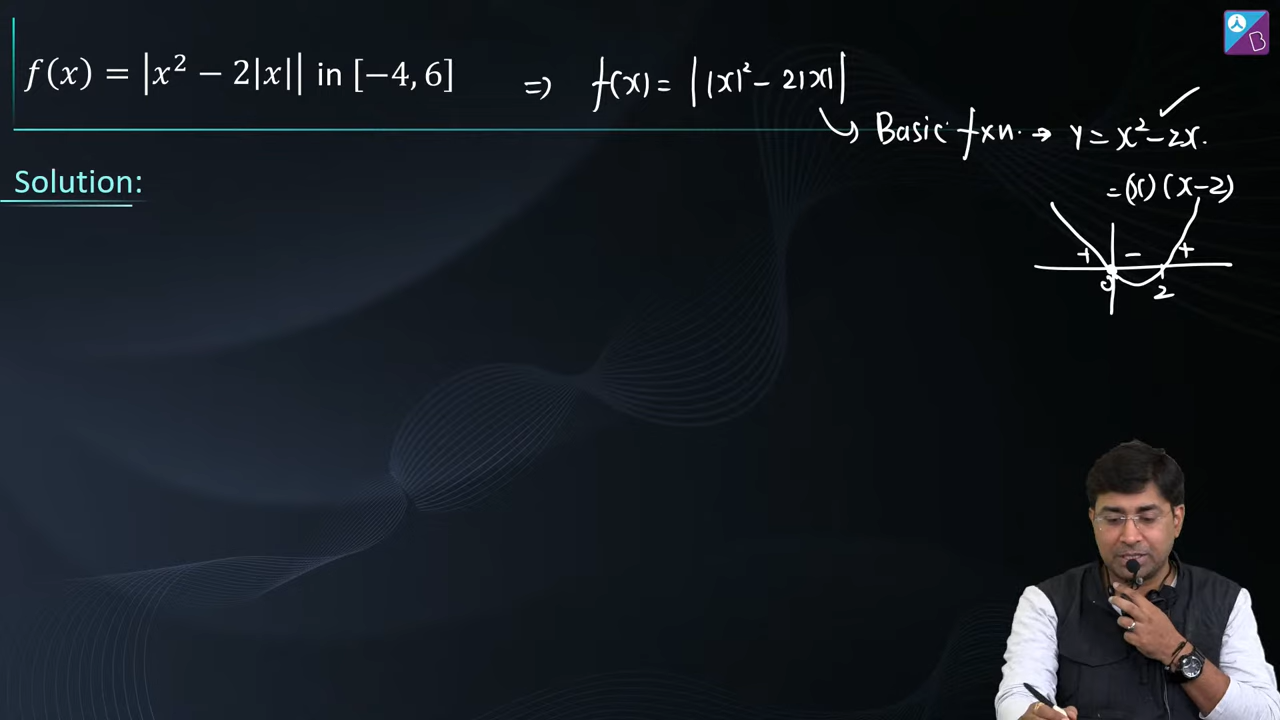 f(x) = |x² − 2|x|| in [−4, 6] ⇒ f(x) = ||x|² − 2|x||
Basic fxn. → y = x² − 2x.
= (x) (x−2)
Solution:
+ − +
0 2
B